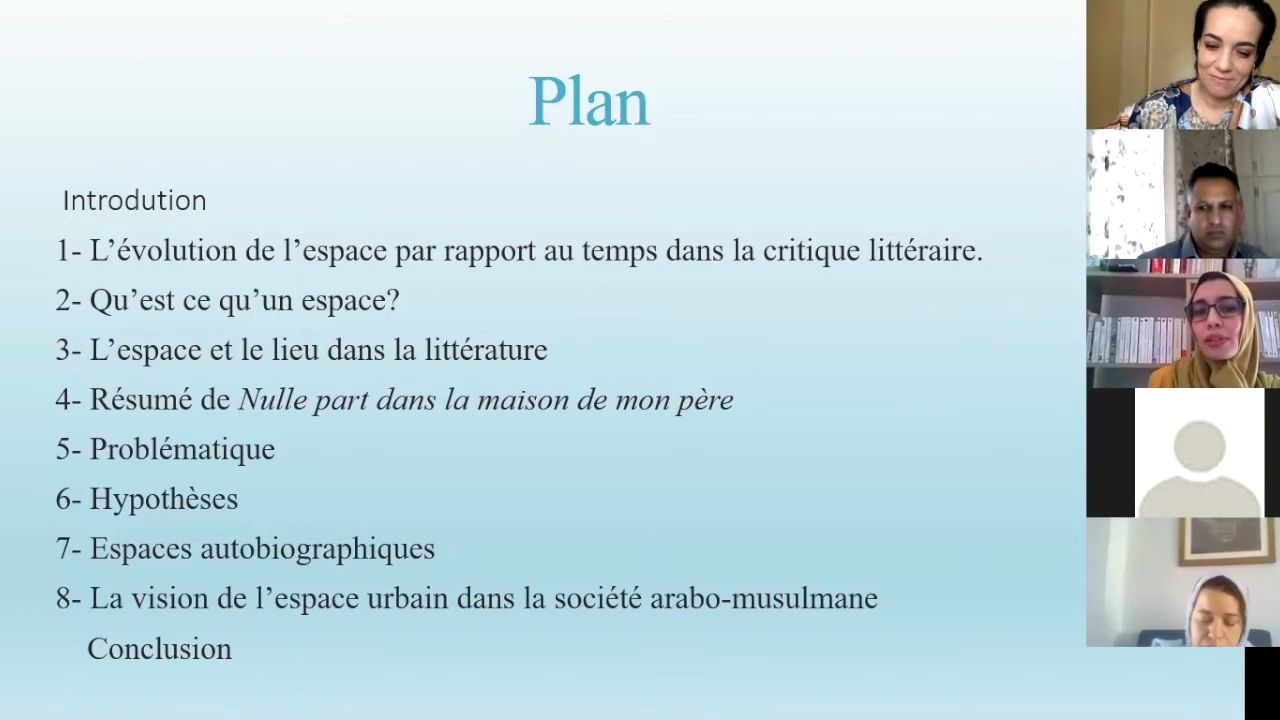 Plan
Introdution
1- L’évolution de l’espace par rapport au temps dans la critique littéraire.
2- Qu’est ce qu’un espace?
3- L’espace et le lieu dans la littérature
4- Résumé de Nulle part dans la maison de mon père
5- Problématique
6- Hypothèses
7- Espaces autobiographiques
8- La vision de l’espace urbain dans la société arabo-musulmane
Conclusion